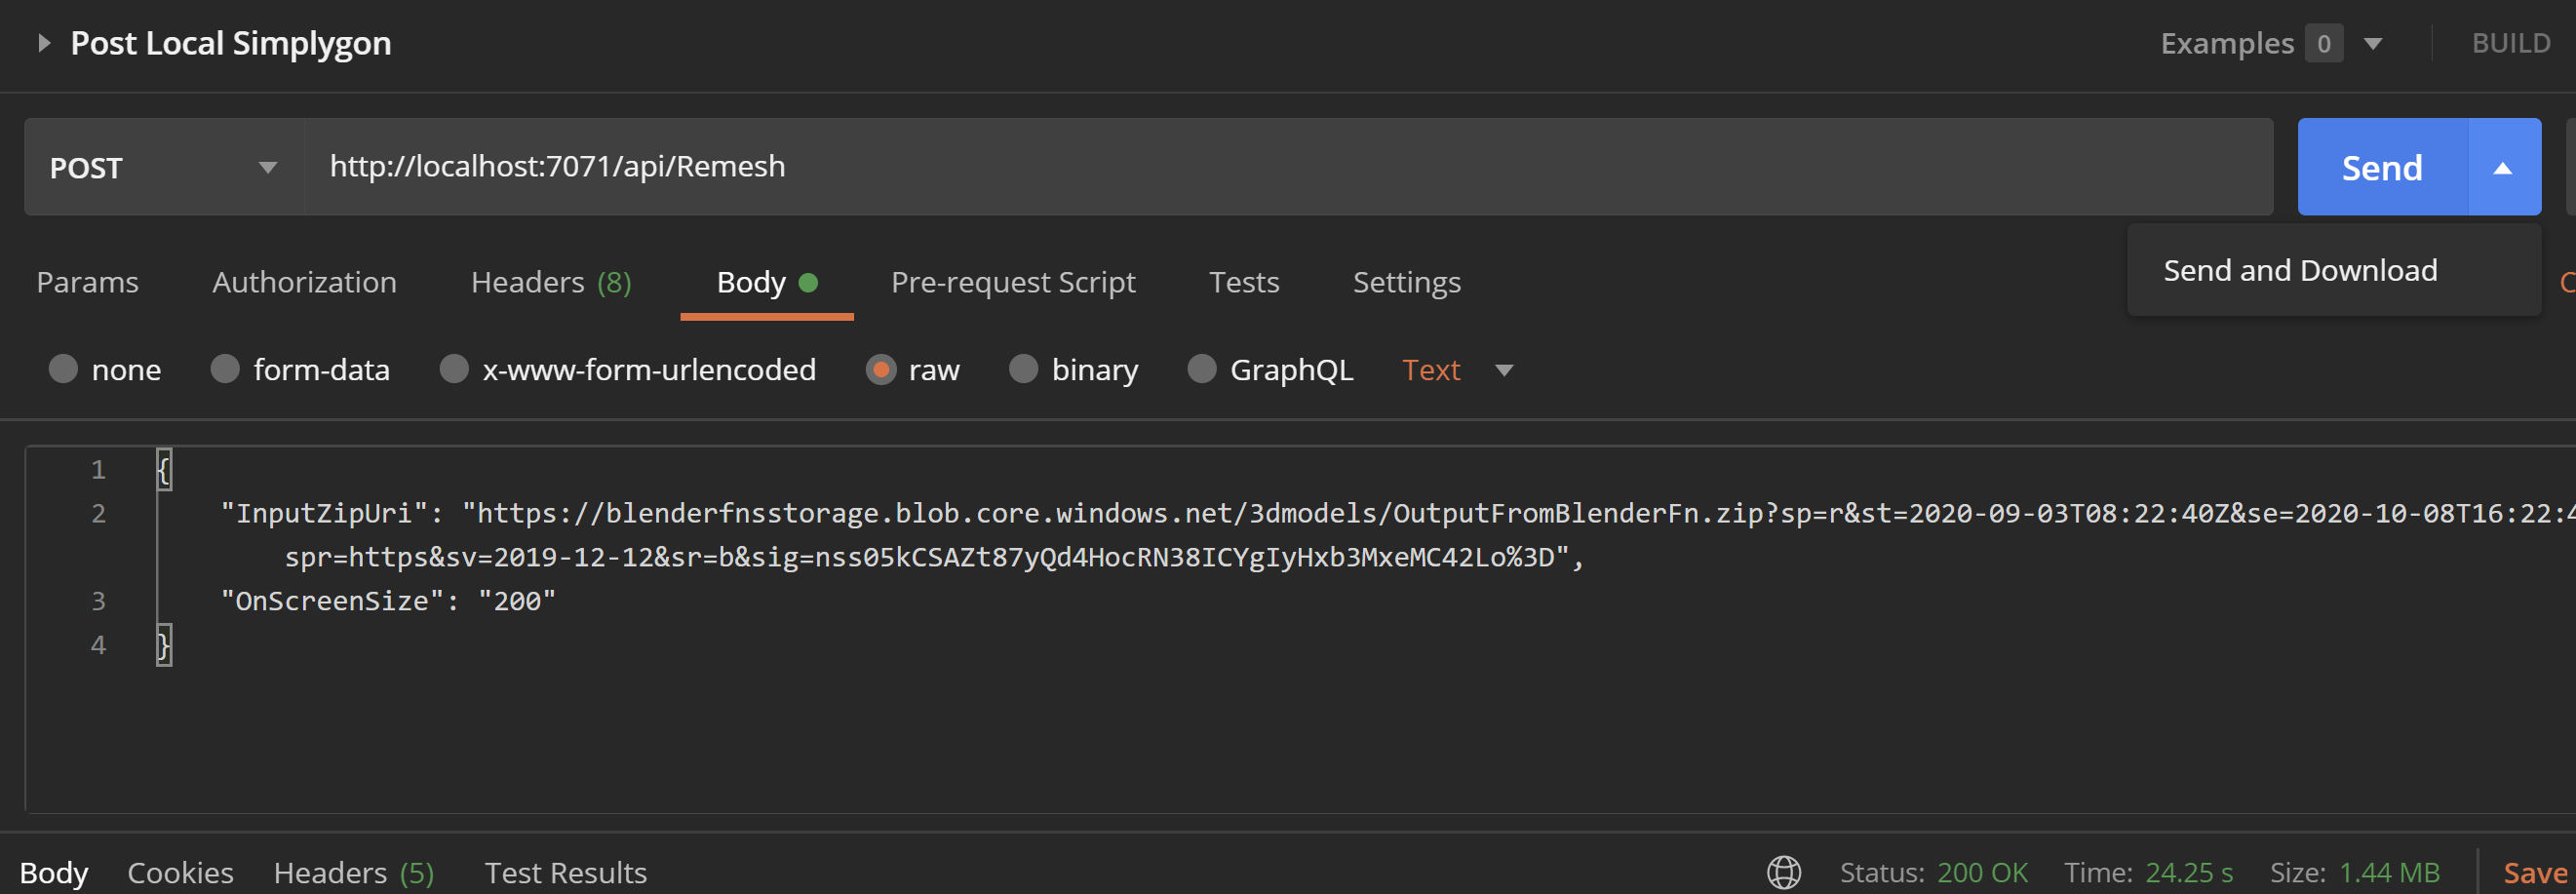 Post Local Simplygon Examples 0 BUILD
POST http://localhost:7071/api/Remesh Send
Params Authorization Headers (8) Body Pre-request Script Tests Settings Send and Download
none form-data x-www-form-urlencoded raw binary GraphQL Text
1 {
2 "InputZipUri": "https://blenderfnsstorage.blob.core.windows.net/3dmodels/OutputFromBlenderFn.zip?sp=r&st=2020-09-03T08:22:40Z&se=2020-10-08T16:22:4
spr=https&sv=2019-12-12&sr=b&sig=nss05kCSAZt87yQd4HocRN38ICYgIyHxb3MxeMC42Lo%3D",
3 "OnScreenSize": "200"
4 }
Body Cookies Headers (5) Test Results Status: 200 OK Time: 24.25 s Size: 1.44 MB Save